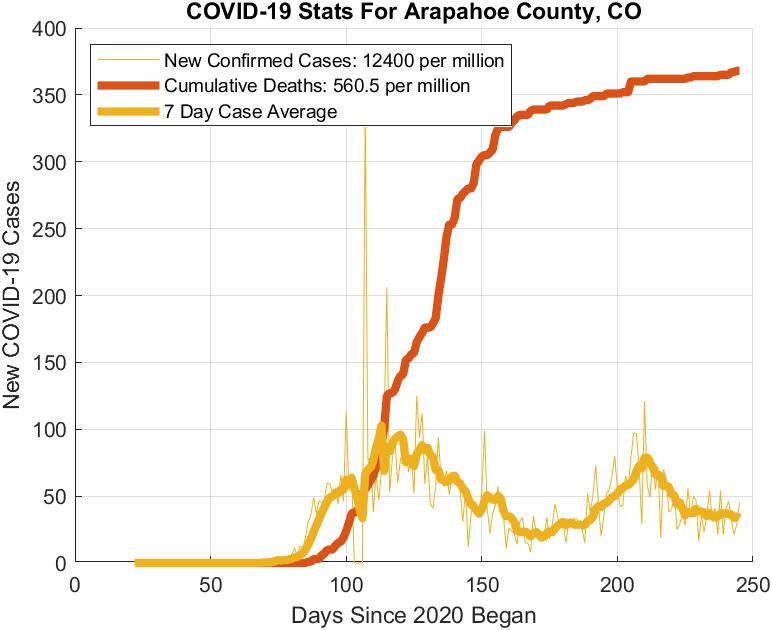 COVID-19 Stats For Arapahoe County, CO
New Confirmed Cases: 12400 per million
Cumulative Deaths: 560.5 per million
7 Day Case Average
New COVID-19 Cases
400
350
300
250
200
150
100
50
0
0 50 100 150 200 250
Days Since 2020 Began